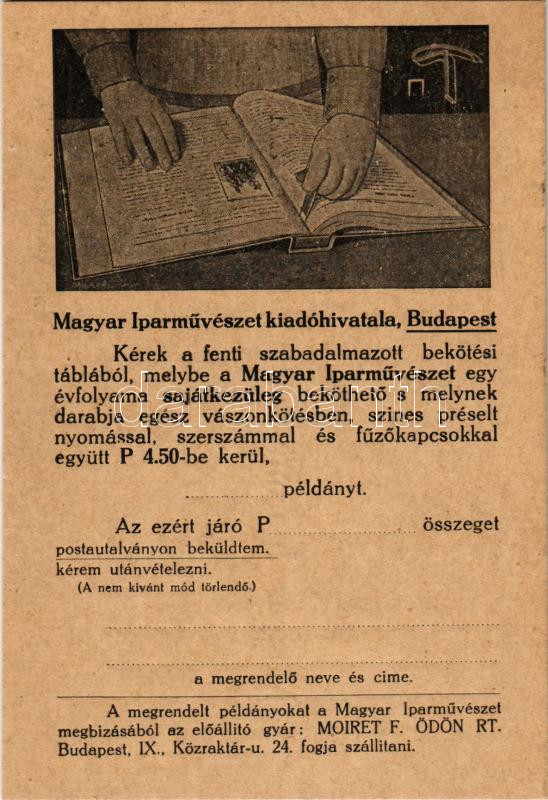 Magyar Iparművészet kiadóhivatala, Budapest
Kérek a fenti szabadalmazott bekötési
táblából, melybe a Magyar Iparművészet egy
évfolyama sajátkezüleg beköthető s melynek
darabja egész vászonkötésben, szines préselt
nyomással, szerszámmal és fűzőkapcsokkal
együtt P 4.50-be kerül,
példányt.
Az ezért járó P összeget
postautalványon beküldtem.
kérem utánvételezni.
(A nem kivánt mód törlendő.)
a megrendelő neve és cime.
A megrendelt példányokat a Magyar Iparművészet
megbizásából az előállitó gyár: MOIRET F. ÖDÖN RT.
Budapest, IX., Közraktár-u. 24. fogja szállitani.
darabanth